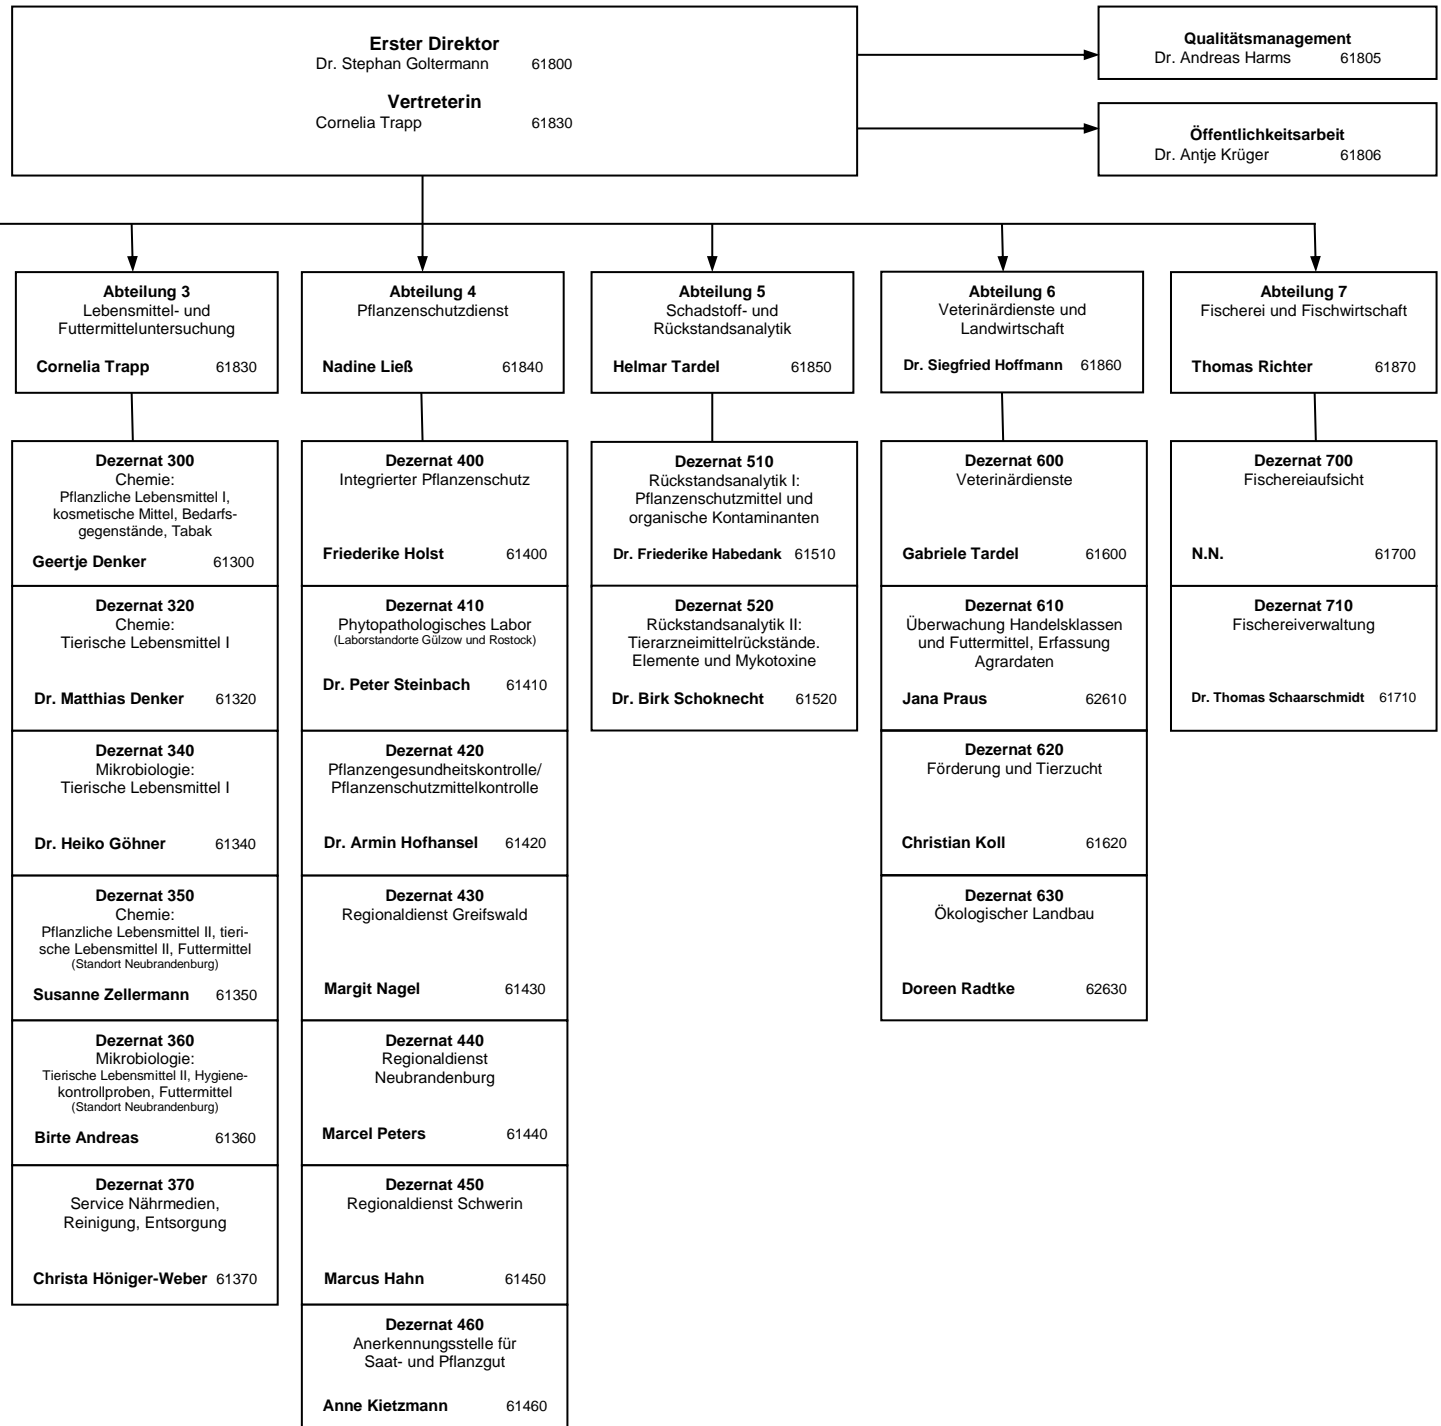 Erster Direktor
Dr. Stephan Goltermann 61800
Vertreterin
Cornelia Trapp 61830
Qualitätsmanagement
Dr. Andreas Harms 61805
Öffentlichkeitsarbeit
Dr. Antje Krüger 61806
Abteilung 3
Lebensmittel- und
Futtermitteluntersuchung
Cornelia Trapp 61830
Abteilung 4
Pflanzenschutzdienst
Nadine Ließ 61840
Abteilung 5
Schadstoff- und
Rückstandsanalytik
Helmar Tardel 61850
Abteilung 6
Veterinärdienste und
Landwirtschaft
Dr. Siegfried Hoffmann 61860
Abteilung 7
Fischerei und Fischwirtschaft
Thomas Richter 61870
Dezernat 300
Chemie:
Pflanzliche Lebensmittel I,
kosmetische Mittel, Bedarfs-
gegenstände, Tabak
Geertje Denker 61300
Dezernat 320
Chemie:
Tierische Lebensmittel I
Dr. Matthias Denker 61320
Dezernat 340
Mikrobiologie:
Tierische Lebensmittel I
Dr. Heiko Göhner 61340
Dezernat 350
Chemie:
Pflanzliche Lebensmittel II, tieri-
sche Lebensmittel II, Futtermittel
(Standort Neubrandenburg)
Susanne Zellermann 61350
Dezernat 360
Mikrobiologie:
Tierische Lebensmittel II, Hygiene-
kontrollproben, Futtermittel
(Standort Neubrandenburg)
Birte Andreas 61360
Dezernat 370
Service Nährmedien,
Reinigung, Entsorgung
Christa Höniger-Weber 61370
Dezernat 400
Integrierter Pflanzenschutz
Friederike Holst 61400
Dezernat 410
Phytopathologisches Labor
(Laborstandorte Gülzow und Rostock)
Dr. Peter Steinbach 61410
Dezernat 420
Pflanzengesundheitskontrolle/
Pflanzenschutzmittelkontrolle
Dr. Armin Hofhansel 61420
Dezernat 430
Regionaldienst Greifswald
Margit Nagel 61430
Dezernat 440
Regionaldienst
Neubrandenburg
Marcel Peters 61440
Dezernat 450
Regionaldienst Schwerin
Marcus Hahn 61450
Dezernat 460
Anerkennungsstelle für
Saat- und Pflanzgut
Anne Kietzmann 61460
Dezernat 510
Rückstandsanalytik I:
Pflanzenschutzmittel und
organische Kontaminanten
Dr. Friederike Habedank 61510
Dezernat 520
Rückstandsanalytik II:
Tierarzneimittelrückstände.
Elemente und Mykotoxine
Dr. Birk Schoknecht 61520
Dezernat 600
Veterinärdienste
Gabriele Tardel 61600
Dezernat 610
Überwachung Handelsklassen
und Futtermittel, Erfassung
Agrardaten
Jana Praus 62610
Dezernat 620
Förderung und Tierzucht
Christian Koll 61620
Dezernat 630
Ökologischer Landbau
Doreen Radtke 62630
Dezernat 700
Fischereiaufsicht
N.N. 61700
Dezernat 710
Fischereiverwaltung
Dr. Thomas Schaarschmidt 61710